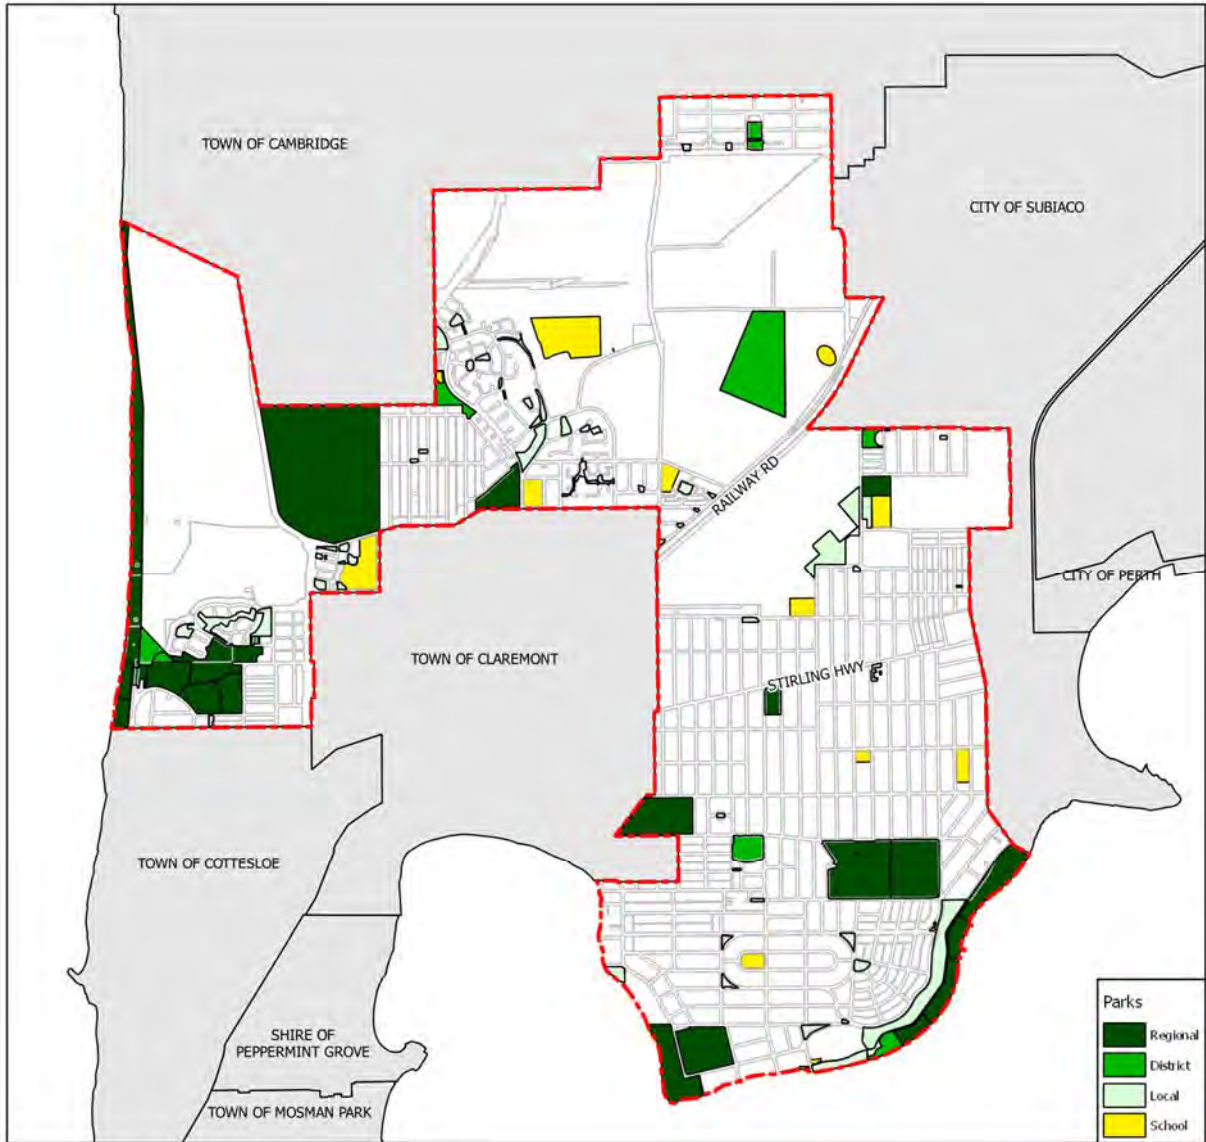 TOWN OF CAMBRIDGE
CITY OF SUBIACO
RAILWAY RD
CITY OF PERTH
TOWN OF CLAREMONT
STIRLING HWY
TOWN OF COTTESLOE
SHIRE OF
PEPPERMINT GROVE
TOWN OF MOSMAN PARK
Parks
Regional
District
Local
School